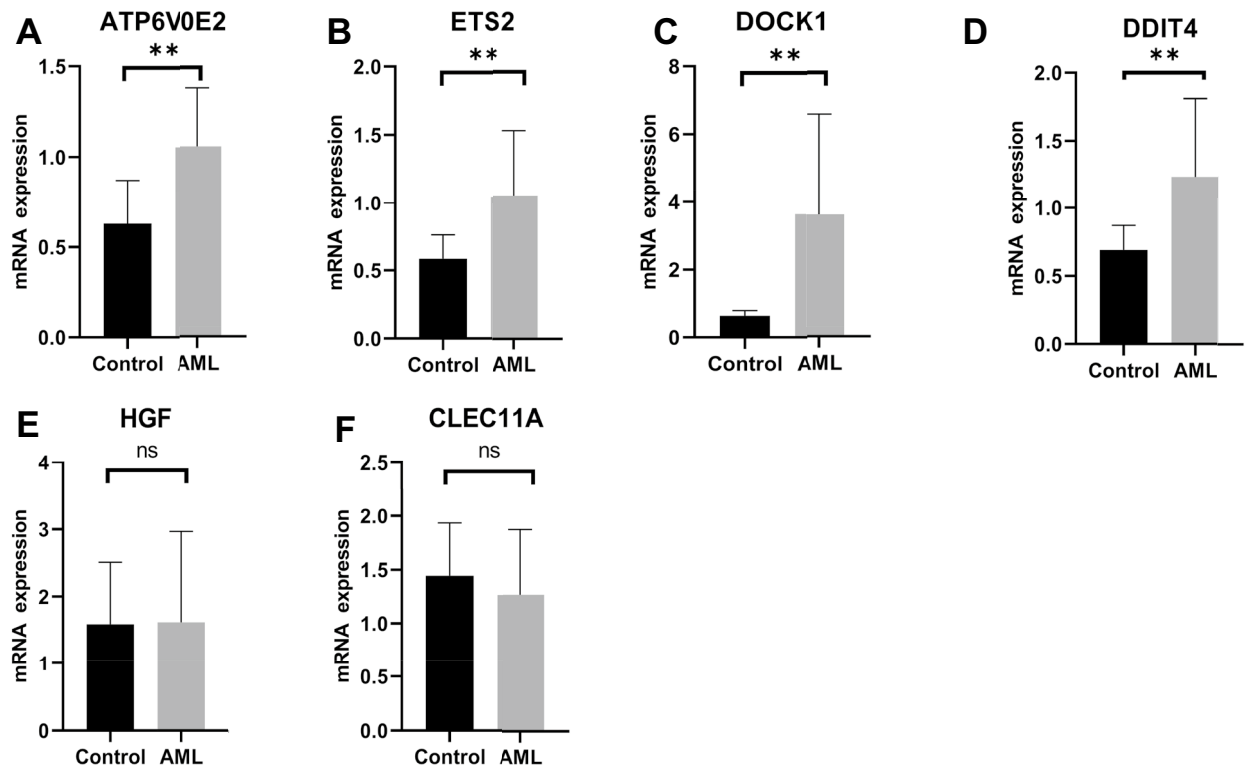 A
ATP6V0E2
**
mRNA expression
1.5
1.0
0.5
0.0
Control AML
B
ETS2
**
mRNA expression
2.0
1.5
1.0
0.5
0.0
Control AML
C
DOCK1
**
mRNA expression
8
6
4
2
0
Control AML
D
DDIT4
**
mRNA expression
2.0
1.5
1.0
0.5
0.0
Control AML
E
HGF
ns
mRNA expression
4
3
2
1
0
Control AML
F
CLEC11A
ns
mRNA expression
2.5
2.0
1.5
1.0
0.5
0.0
Control AML